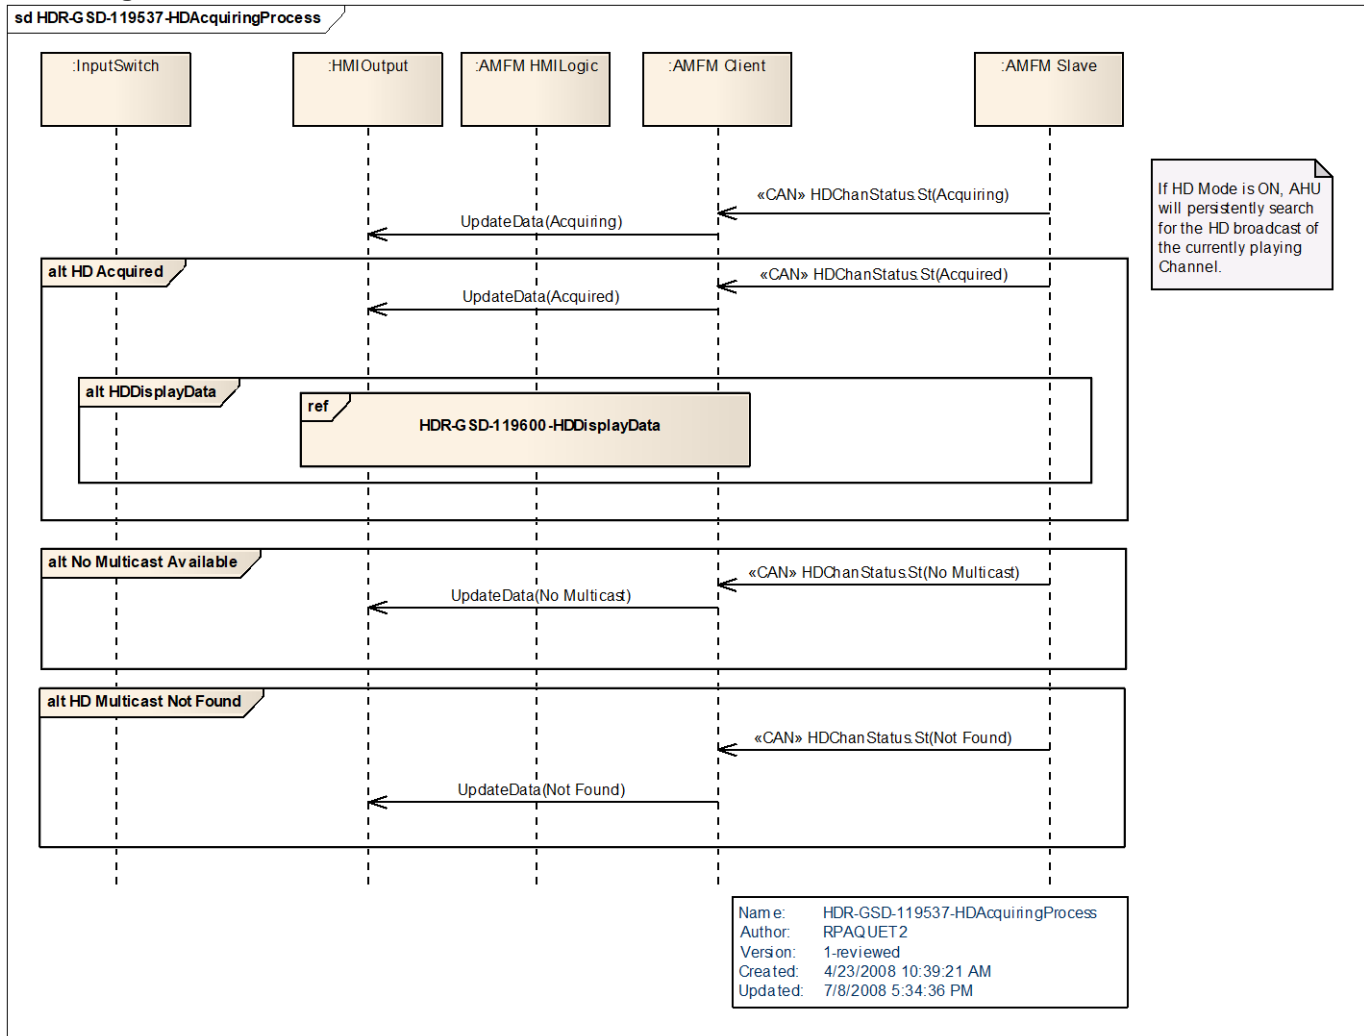 sd HDR-GSD-119537-HDAcquiringProcess
:InputSwitch
:HMIOutput
:AMFM HMILogic
:AMFM Client
:AMFM Slave
If HD Mode is ON, AHU
will persistently search
for the HD broadcast of
the currently playing
Channel.
«CAN» HDChanStatus.St(Acquiring)
UpdateData(Acquiring)
alt HD Acquired
«CAN» HDChanStatus.St(Acquired)
UpdateData(Acquired)
alt HDDisplayData
ref
HDR-GSD-119600-HDDisplayData
alt No Multicast Available
«CAN» HDChanStatus.St(No Multicast)
UpdateData(No Multicast)
alt HD Multicast Not Found
«CAN» HDChanStatus.St(Not Found)
UpdateData(Not Found)
Name: HDR-GSD-119537-HDAcquiringProcess
Author: RPAQUET2
Version: 1-reviewed
Created: 4/23/2008 10:39:21 AM
Updated: 7/8/2008 5:34:36 PM